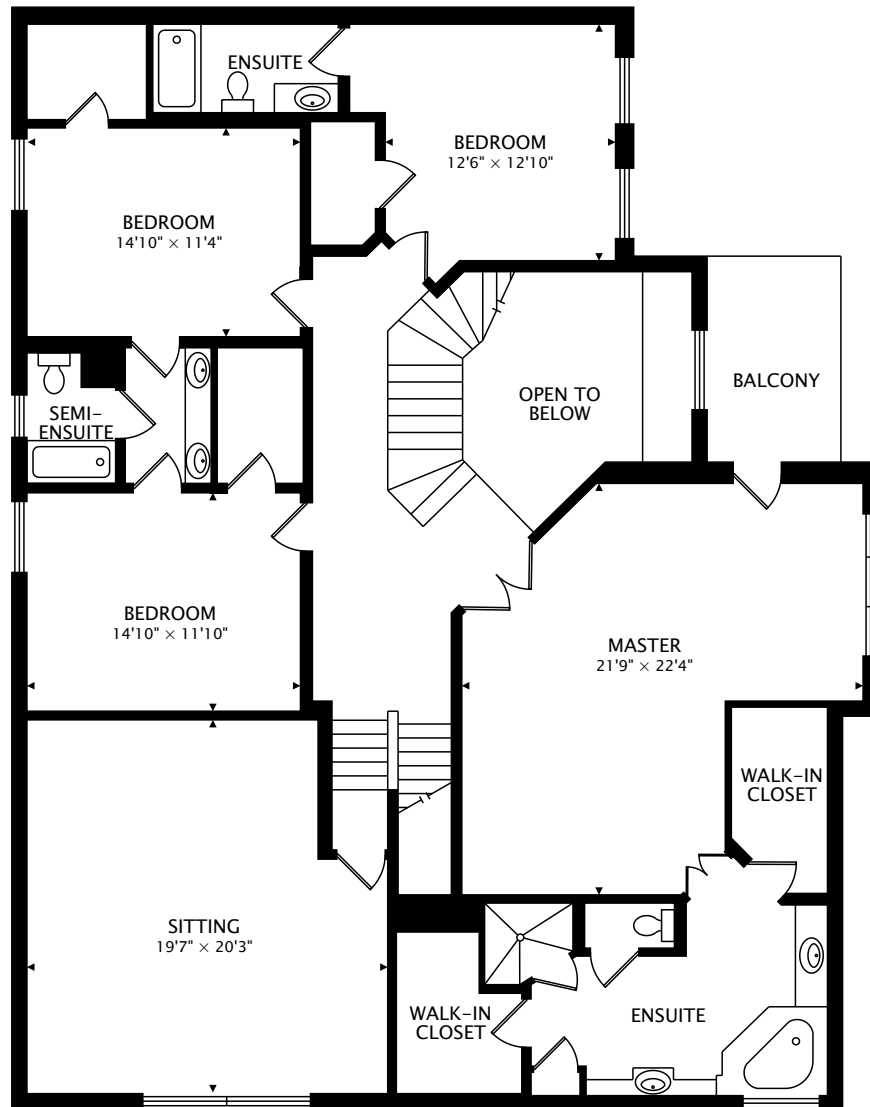 ENSUITE
BEDROOM
12'6" × 12'10"
BEDROOM
14'10" × 11'4"
SEMI-
ENSUITE
OPEN TO
BELOW
BALCONY
BEDROOM
14'10" × 11'10"
MASTER
21'9" × 22'4"
WALK-IN
CLOSET
SITTING
19'7" × 20'3"
WALK-IN
CLOSET
ENSUITE